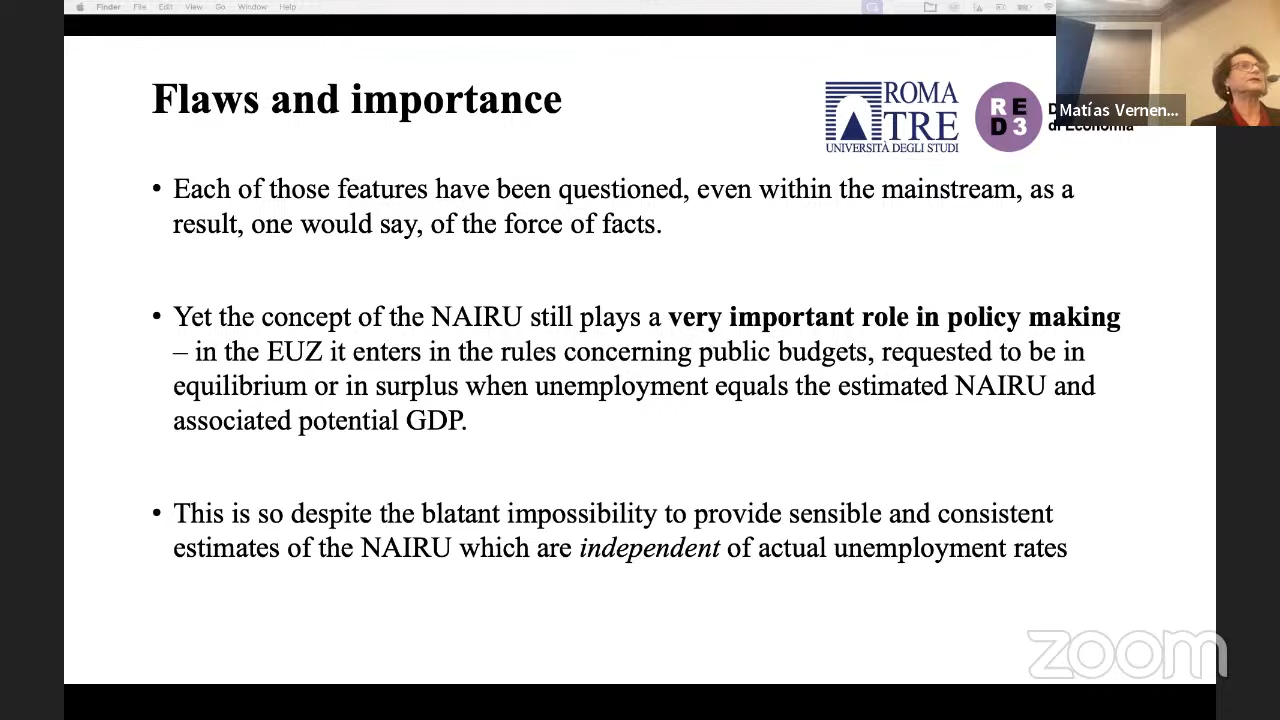 Finder File Edit View Go Window Help
Flaws and importance
ROMA
TRE
UNIVERSITÀ DEGLI STUDI
R E
D 3
di Economia
Matías Vernen...
• Each of those features have been questioned, even within the mainstream, as a
result, one would say, of the force of facts.
• Yet the concept of the NAIRU still plays a very important role in policy making
– in the EUZ it enters in the rules concerning public budgets, requested to be in
equilibrium or in surplus when unemployment equals the estimated NAIRU and
associated potential GDP.
• This is so despite the blatant impossibility to provide sensible and consistent
estimates of the NAIRU which are independent of actual unemployment rates
zoom